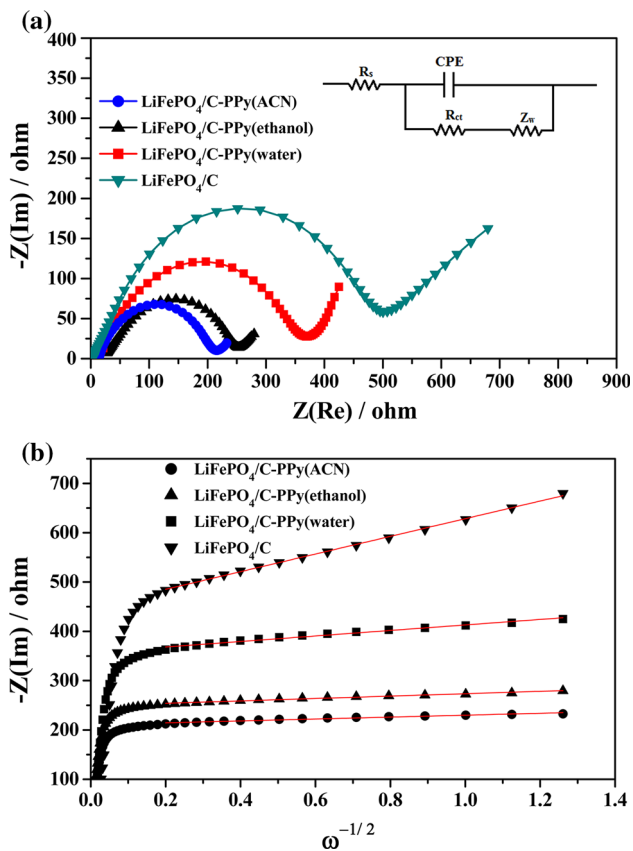 (a)
400
350
300
250
200
150
100
50
0
-Z(Im) / ohm
LiFePO4/C-PPy(ACN)
LiFePO4/C-PPy(ethanol)
LiFePO4/C-PPy(water)
LiFePO4/C
Rs
CPE
Rct
Zw
0 100 200 300 400 500 600 700 800 900
Z(Re) / ohm
(b)
700
600
500
400
300
200
100
-Z(Im) / ohm
LiFePO4/C-PPy(ACN)
LiFePO4/C-PPy(ethanol)
LiFePO4/C-PPy(water)
LiFePO4/C
0.0 0.2 0.4 0.6 0.8 1.0 1.2 1.4
ω−1/2